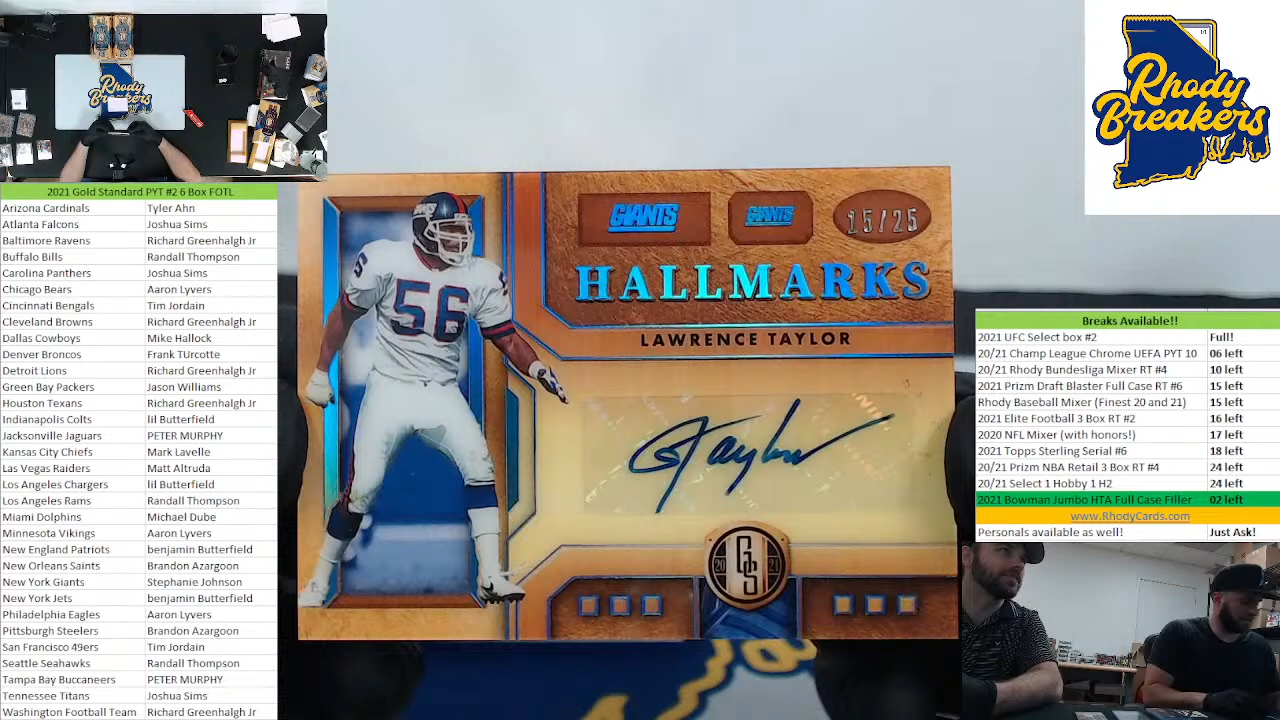 Rhody
Breakers
2021 Gold Standard PYT #2 6 Box FOTL
Arizona Cardinals Tyler Ahn
Atlanta Falcons Joshua Sims
Baltimore Ravens Richard Greenhalgh Jr
Buffalo Bills Randall Thompson
Carolina Panthers Joshua Sims
Chicago Bears Aaron Lyvers
Cincinnati Bengals Tim Jordain
Cleveland Browns Richard Greenhalgh Jr
Dallas Cowboys Mike Hallock
Denver Broncos Frank TUrcotte
Detroit Lions Richard Greenhalgh Jr
Green Bay Packers Jason Williams
Houston Texans Richard Greenhalgh Jr
Indianapolis Colts lil Butterfield
Jacksonville Jaguars PETER MURPHY
Kansas City Chiefs Mark Lavelle
Las Vegas Raiders Matt Altruda
Los Angeles Chargers lil Butterfield
Los Angeles Rams Randall Thompson
Miami Dolphins Michael Dube
Minnesota Vikings Aaron Lyvers
New England Patriots benjamin Butterfield
New Orleans Saints Brandon Azargoon
New York Giants Stephanie Johnson
New York Jets benjamin Butterfield
Philadelphia Eagles Aaron Lyvers
Pittsburgh Steelers Brandon Azargoon
San Francisco 49ers Tim Jordain
Seattle Seahawks Randall Thompson
Tampa Bay Buccaneers PETER MURPHY
Tennessee Titans Joshua Sims
Washington Football Team Richard Greenhalgh Jr
GIANTS GIANTS 15/25
HALLMARKS
LAWRENCE TAYLOR
56
L Taylor
20 GS 21
1/1
Rhody
Breakers
Breaks Available!!
2021 UFC Select box #2 Full!
20/21 Champ League Chrome UEFA PYT 10 06 left
20/21 Rhody Bundesliga Mixer RT #4 10 left
2021 Prizm Draft Blaster Full Case RT #6 15 left
Rhody Baseball Mixer (Finest 20 and 21) 15 left
2021 Elite Football 3 Box RT #2 16 left
2020 NFL Mixer (with honors!) 17 left
2021 Topps Sterling Serial #6 18 left
20/21 Prizm NBA Retail 3 Box RT #4 24 left
20/21 Select 1 Hobby 1 H2 24 left
2021 Bowman Jumbo HTA Full Case Filler 02 left
www.RhodyCards.com
Personals available as well! Just Ask!